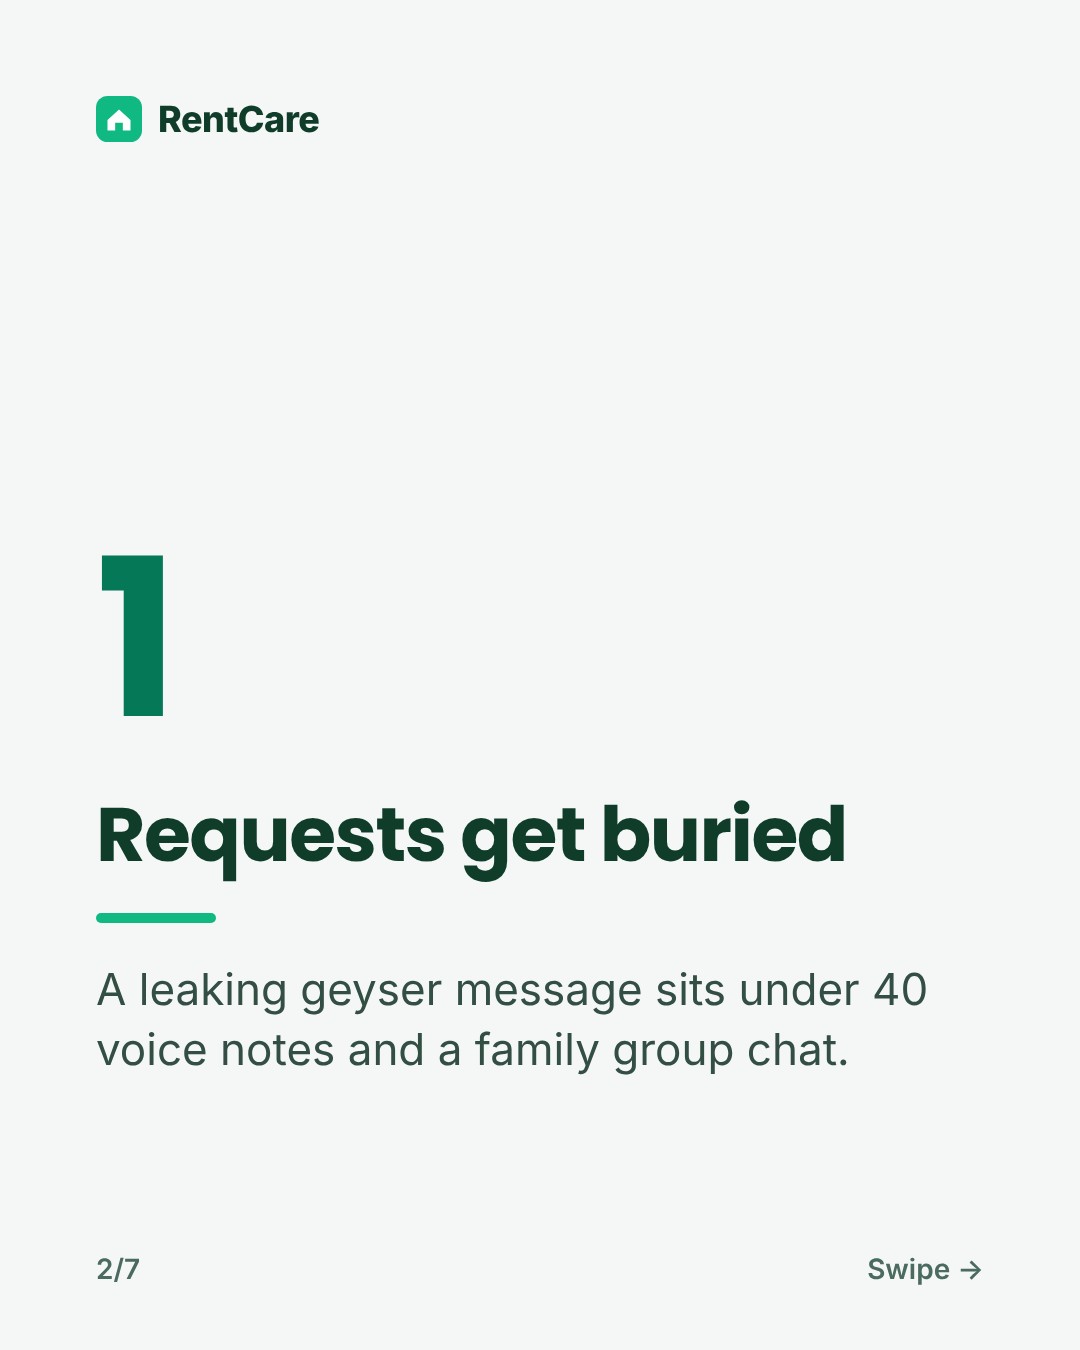 RentCare
1
Requests get buried
A leaking geyser message sits under 40
voice notes and a family group chat.
2/7
Swipe →